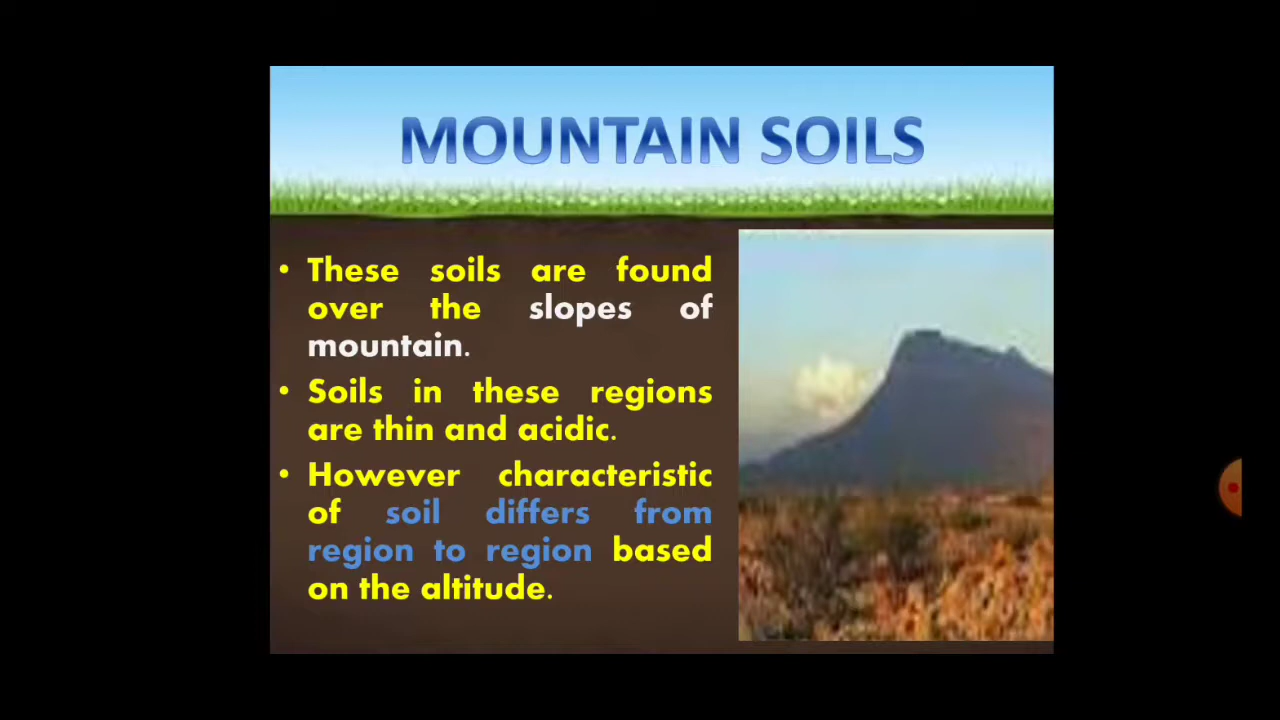 MOUNTAIN SOILS
• These soils are found
over the slopes of
mountain.
• Soils in these regions
are thin and acidic.
• However characteristic
of soil differs from
region to region based
on the altitude.